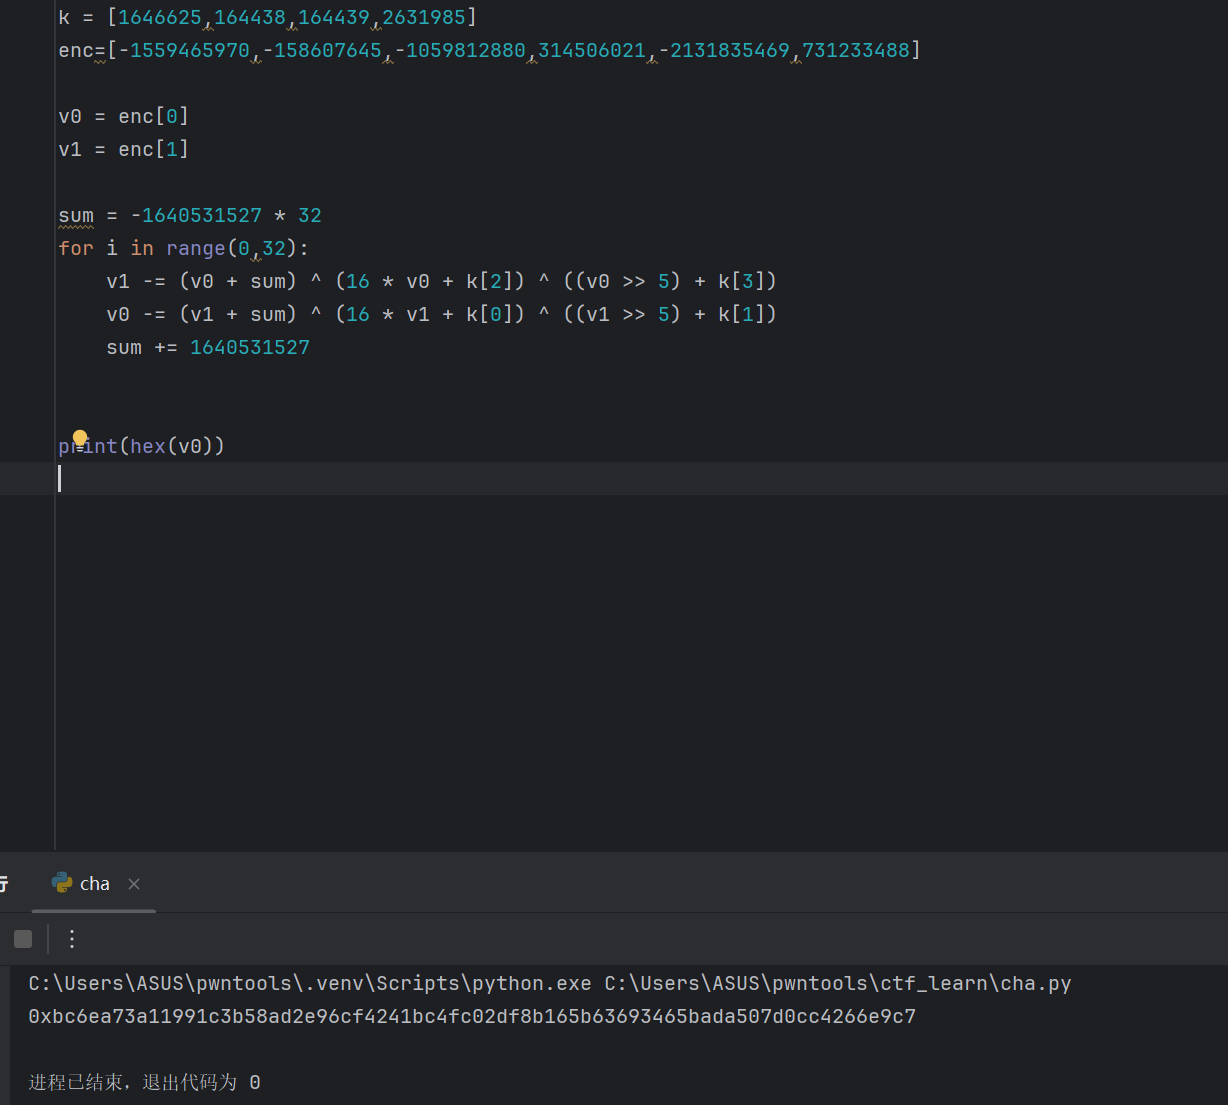 k = [1646625,164438,164439,2631985]
enc=[-1559465970,-158607645,-1059812880,314506021,-2131835469,731233488]
v0 = enc[0]
v1 = enc[1]
sum = -1640531527 * 32
for i in range(0,32):
    v1 -= (v0 + sum) ^ (16 * v0 + k[2]) ^ ((v0 >> 5) + k[3])
    v0 -= (v1 + sum) ^ (16 * v1 + k[0]) ^ ((v1 >> 5) + k[1])
    sum += 1640531527
print(hex(v0))
cha
C:\Users\ASUS\pwntools\.venv\Scripts\python.exe C:\Users\ASUS\pwntools\ctf_learn\cha.py
0xbc6ea73a11991c3b58ad2e96cf4241bc4fc02df8b165b63693465bada507d0cc4266e9c7
进程已结束，退出代码为 0